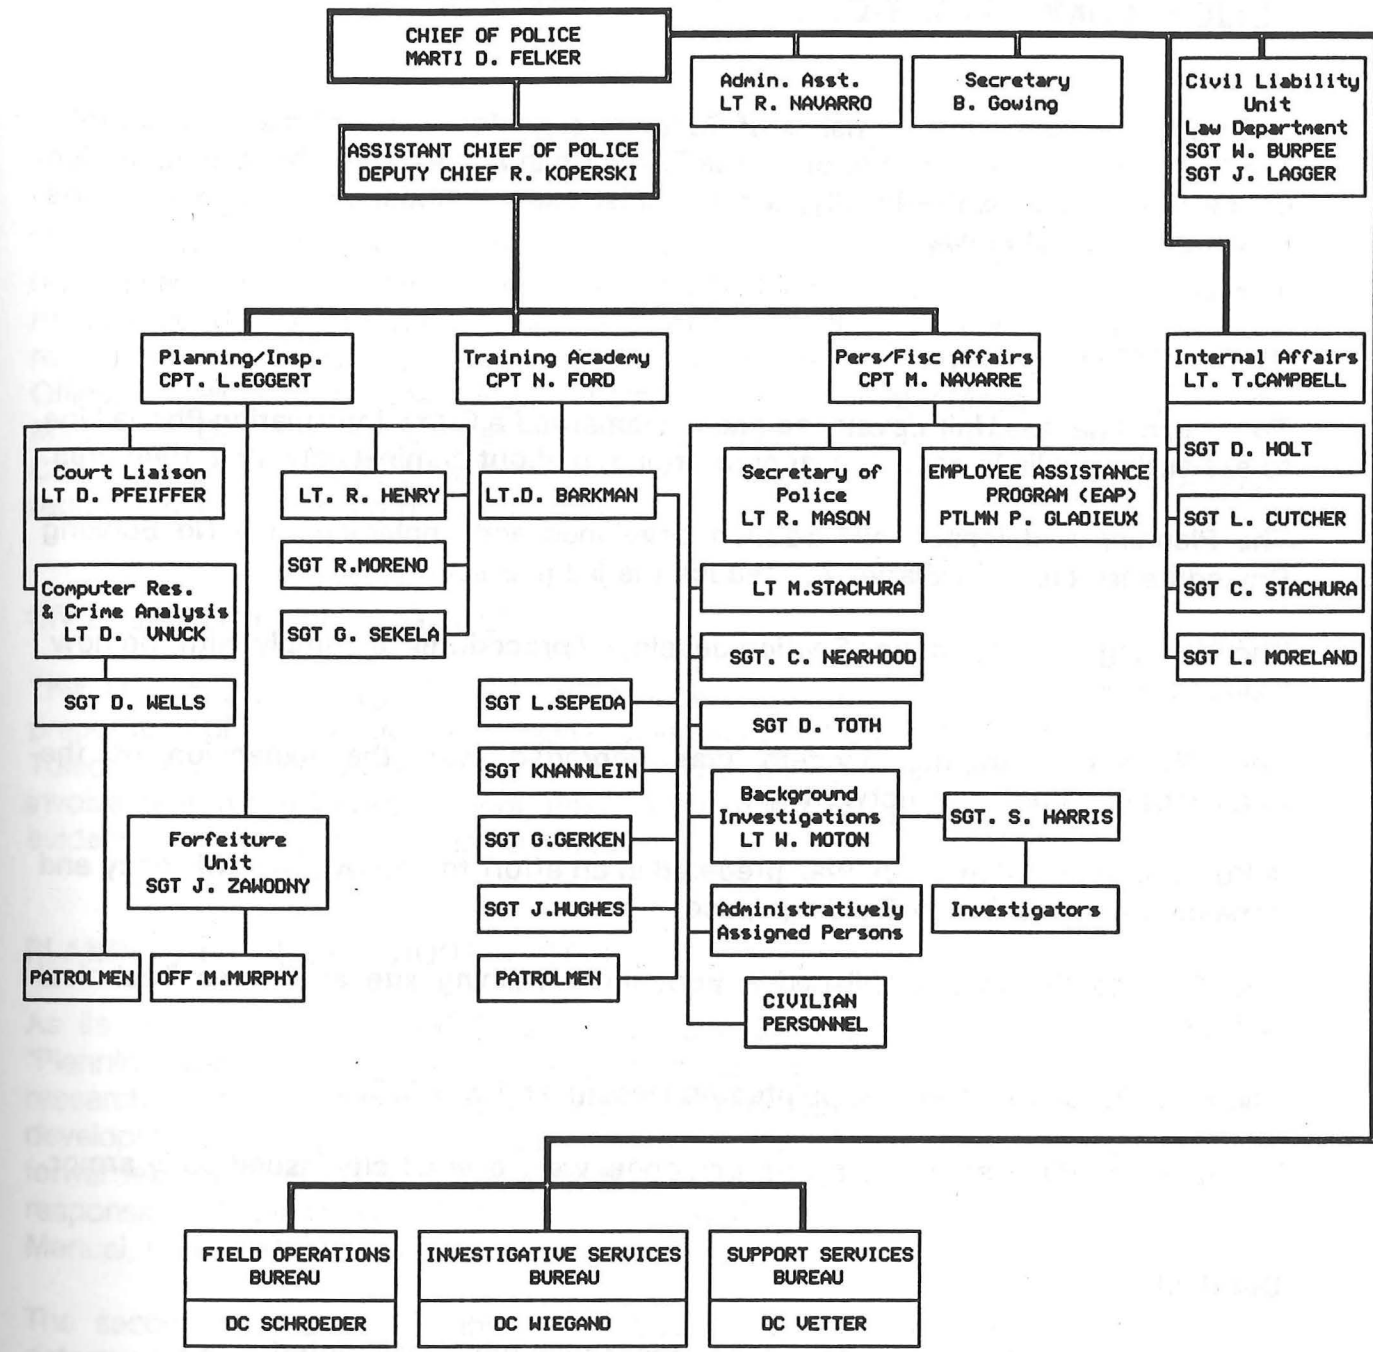 CHIEF OF POLICE
MARTI D. FELKER
Admin. Asst.
LT R. NAVARRO
Secretary
B. Gowing
Civil Liability
Unit
Law Department
SGT W. BURPEE
SGT J. LAGGER
ASSISTANT CHIEF OF POLICE
DEPUTY CHIEF R. KOPERSKI
Planning/Insp.
CPT. L.EGGERT
Training Academy
CPT N. FORD
Pers/Fisc Affairs
CPT M. NAVARRE
Internal Affairs
LT. T.CAMPBELL
Court Liaison
LT D. PFEIFFER
Computer Res.
& Crime Analysis
LT D. VNUCK
SGT D. WELLS
PATROLMEN
Forfeiture
Unit
SGT J. ZAWODNY
OFF.M.MURPHY
LT. R. HENRY
SGT R.MORENO
SGT G. SEKELA
LT.D. BARKMAN
SGT L.SEPEDA
SGT KNANNLEIN
SGT G.GERKEN
SGT J.HUGHES
PATROLMEN
Secretary of
Police
LT R. MASON
EMPLOYEE ASSISTANCE
PROGRAM (EAP)
PTLMN P. GLADIEUX
LT M.STACHURA
SGT. C. NEARHOOD
SGT D. TOTH
Background
Investigations
LT W. MOTON
SGT. S. HARRIS
Investigators
Administratively
Assigned Persons
CIVILIAN
PERSONNEL
SGT D. HOLT
SGT L. CUTCHER
SGT C. STACHURA
SGT L. MORELAND
FIELD OPERATIONS
BUREAU
DC SCHROEDER
INVESTIGATIVE SERVICES
BUREAU
DC WIEGAND
SUPPORT SERVICES
BUREAU
DC VETTER